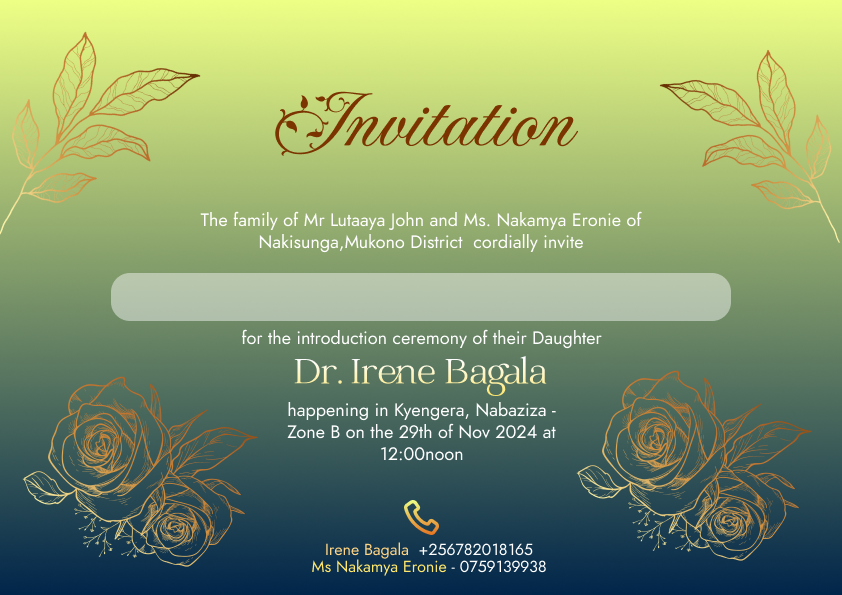 Invitation
The family of Mr Lutaaya John and Ms. Nakamya Eronie of
Nakisunga,Mukono District cordially invite
for the introduction ceremony of their Daughter
Dr. Irene Bagala
happening in Kyengera, Nabaziza -
Zone B on the 29th of Nov 2024 at
12:00noon
Irene Bagala +256782018165
Ms Nakamya Eronie - 0759139938